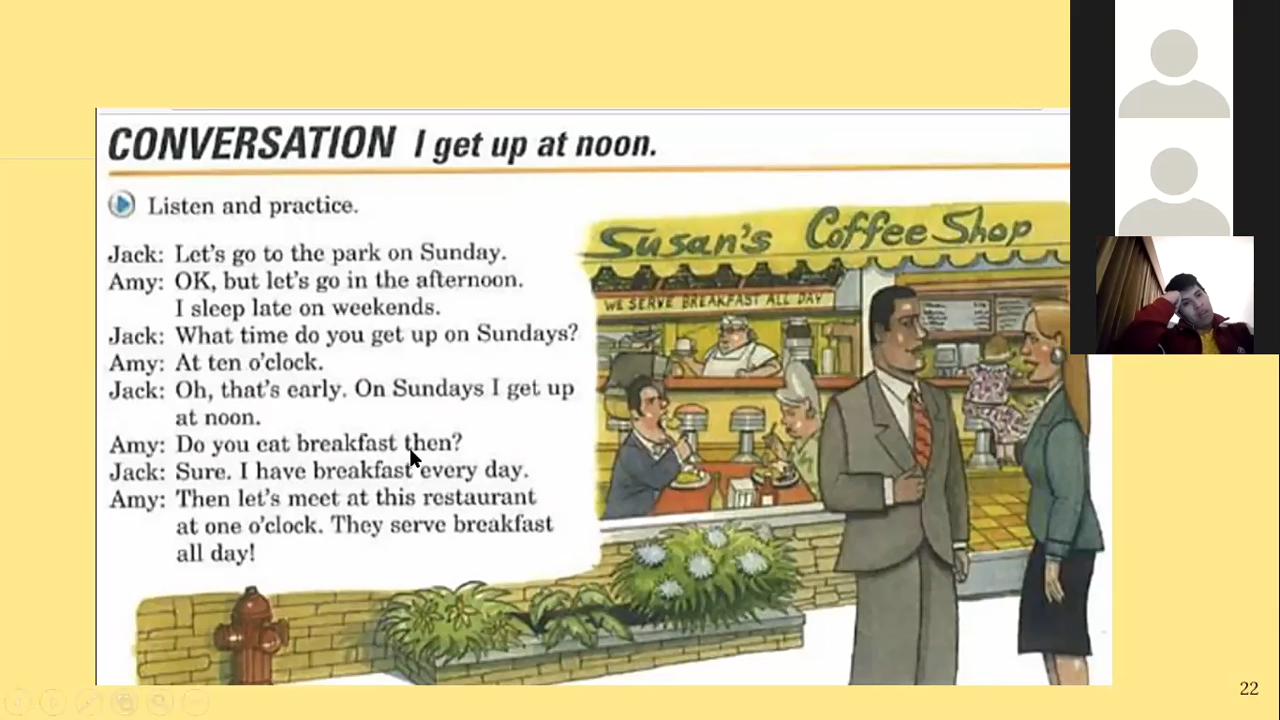 CONVERSATION I get up at noon.
Listen and practice.
Jack: Let's go to the park on Sunday.
Amy: OK, but let's go in the afternoon.
I sleep late on weekends.
Jack: What time do you get up on Sundays?
Amy: At ten o'clock.
Jack: Oh, that's early. On Sundays I get up
at noon.
Amy: Do you eat breakfast then?
Jack: Sure. I have breakfast every day.
Amy: Then let's meet at this restaurant
at one o'clock. They serve breakfast
all day!
Susan's Coffee Shop
WE SERVE BREAKFAST ALL DAY
22